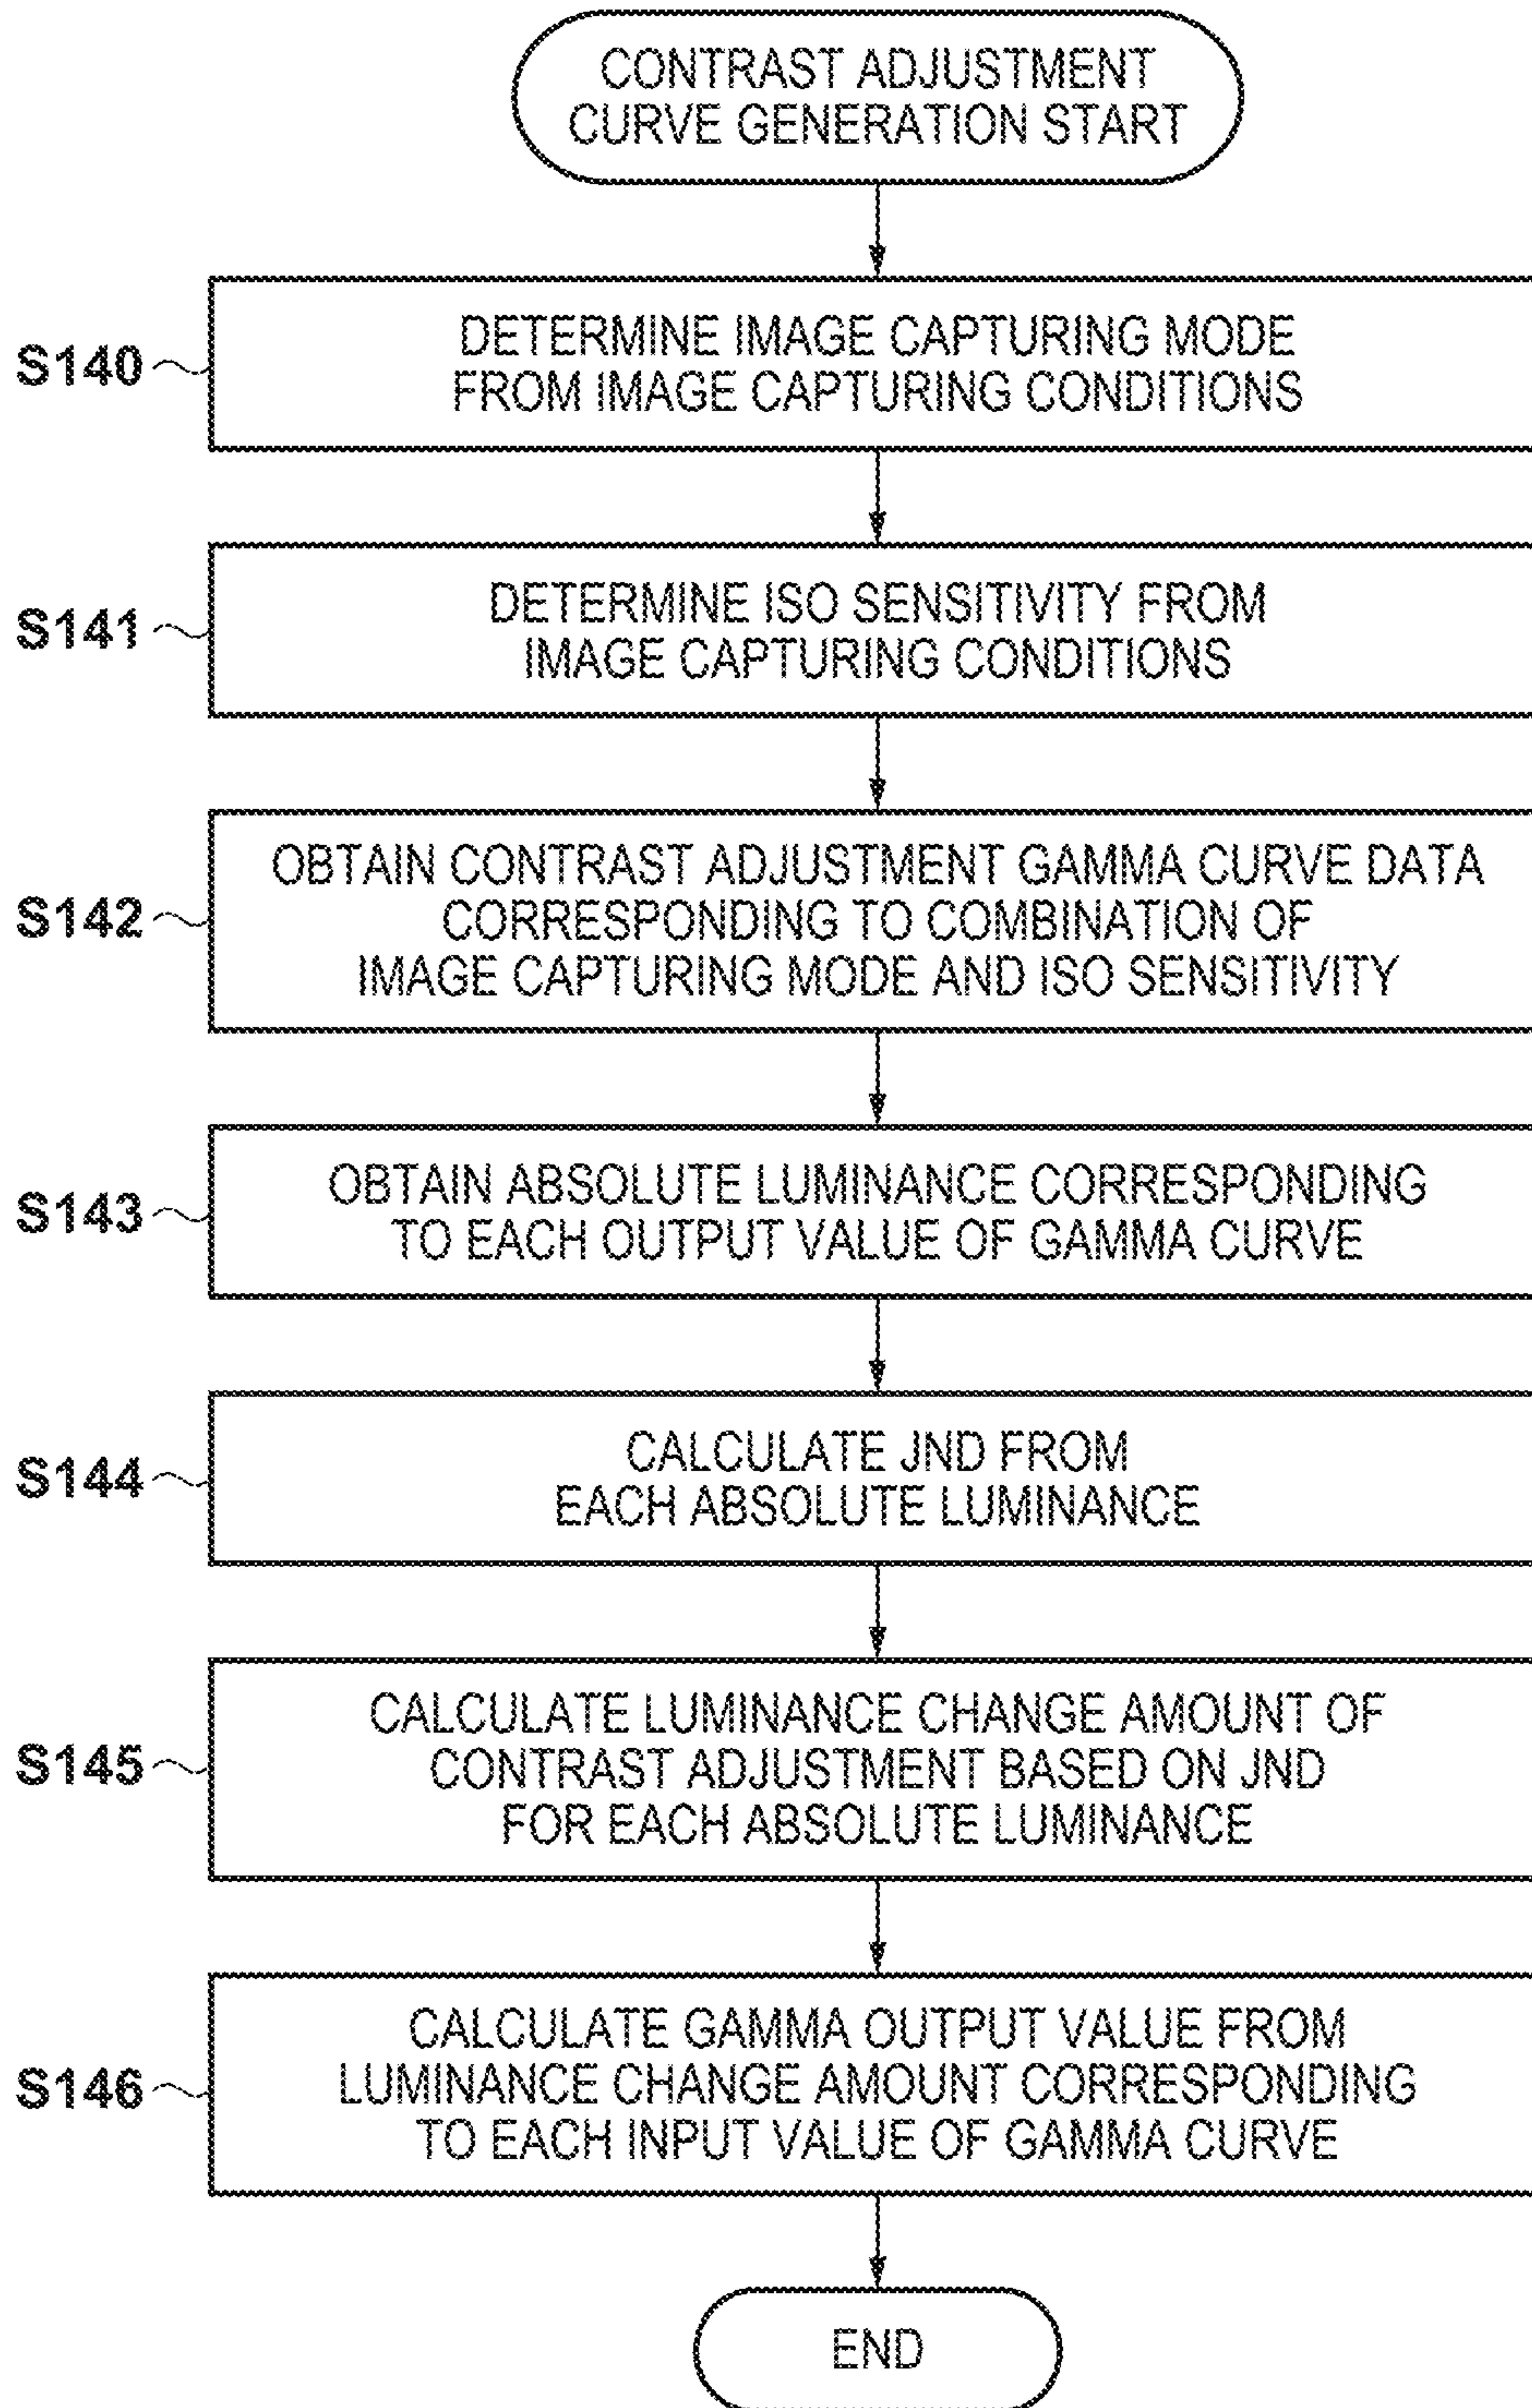 CONTRAST ADJUSTMENT
CURVE GENERATION START
S140
DETERMINE IMAGE CAPTURING MODE
FROM IMAGE CAPTURING CONDITIONS
S141
DETERMINE ISO SENSITIVITY FROM
IMAGE CAPTURING CONDITIONS
S142
OBTAIN CONTRAST ADJUSTMENT GAMMA CURVE DATA
CORRESPONDING TO COMBINATION OF
IMAGE CAPTURING MODE AND ISO SENSITIVITY
S143
OBTAIN ABSOLUTE LUMINANCE CORRESPONDING
TO EACH OUTPUT VALUE OF GAMMA CURVE
S144
CALCULATE JND FROM
EACH ABSOLUTE LUMINANCE
S145
CALCULATE LUMINANCE CHANGE AMOUNT OF
CONTRAST ADJUSTMENT BASED ON JND
FOR EACH ABSOLUTE LUMINANCE
S146
CALCULATE GAMMA OUTPUT VALUE FROM
LUMINANCE CHANGE AMOUNT CORRESPONDING
TO EACH INPUT VALUE OF GAMMA CURVE
END